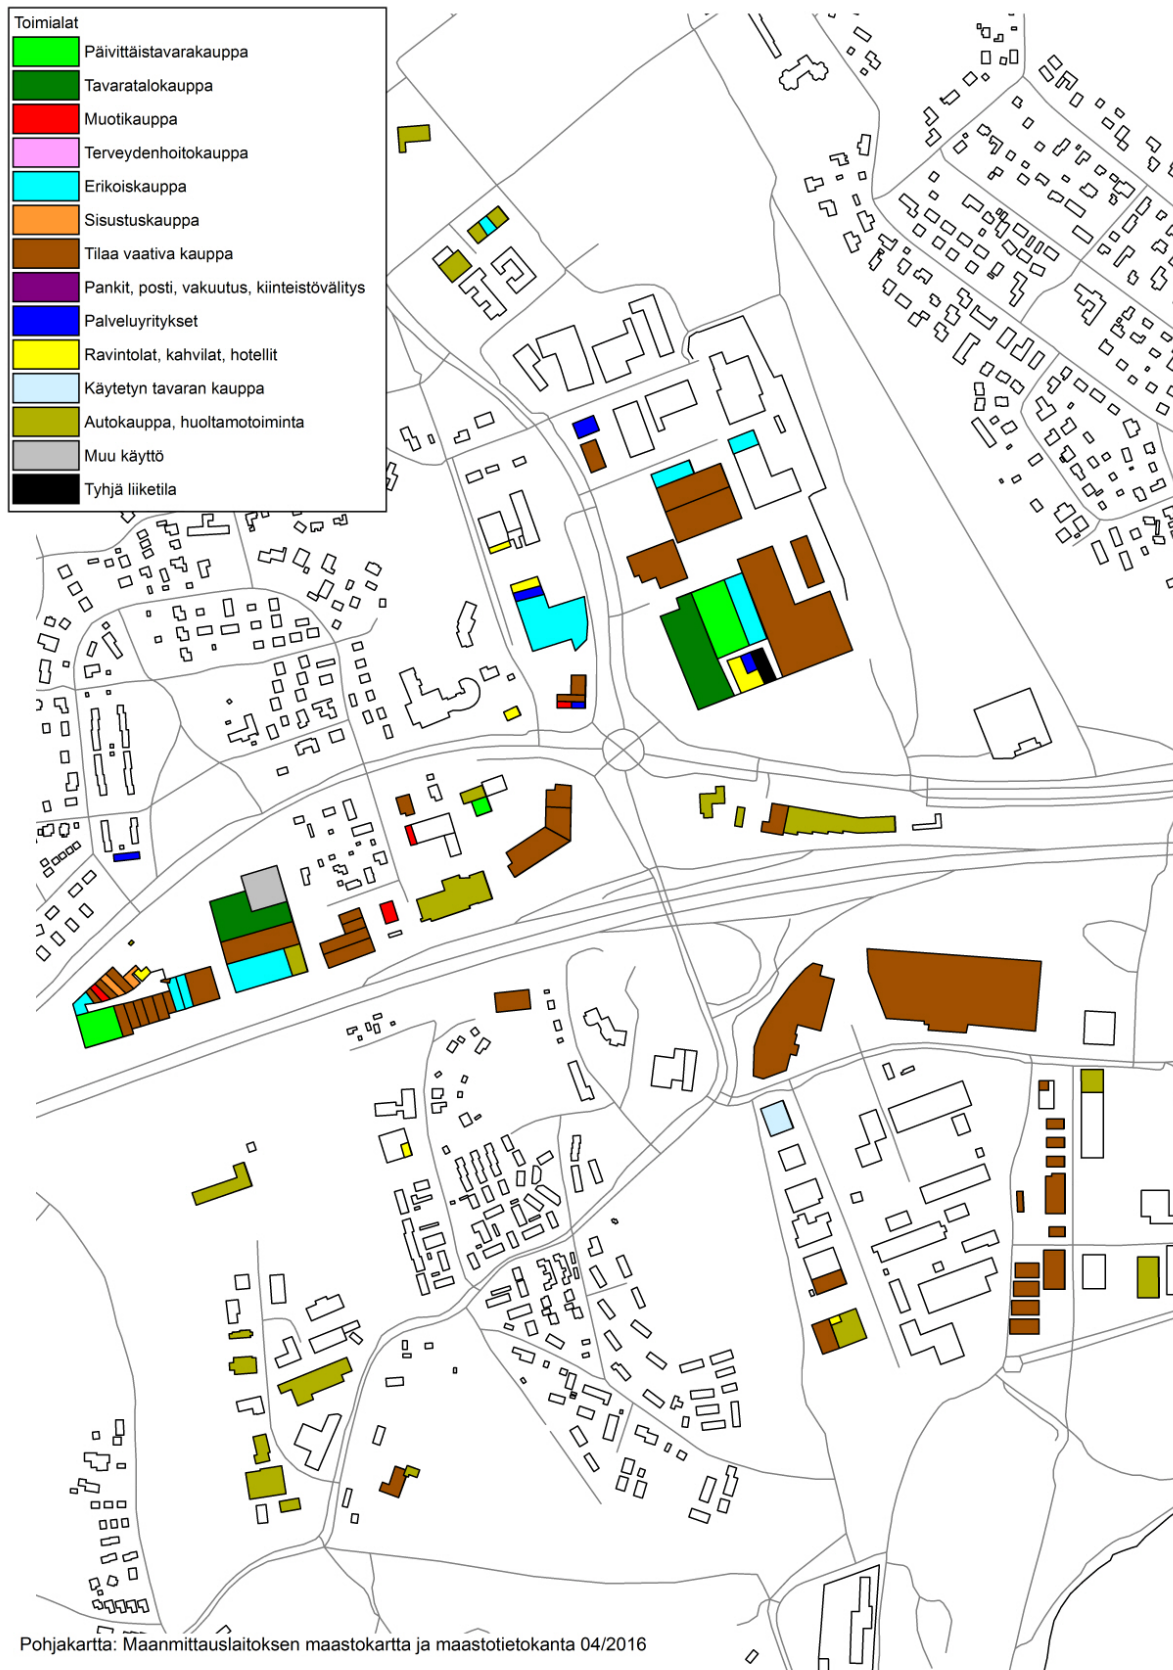 Toimialat
Päivittäistavarakauppa
Tavaratalokauppa
Muotikauppa
Terveydenhoitokauppa
Erikoiskauppa
Sisustuskauppa
Tilaa vaativa kauppa
Pankit, posti, vakuutus, kiinteistövälitys
Palveluyritykset
Ravintolat, kahvilat, hotellit
Käytetyn tavaran kauppa
Autokauppa, huoltamotoiminta
Muu käyttö
Tyhjä liiketila
Pohjakartta: Maanmittauslaitoksen maastokartta ja maastotietokanta 04/2016